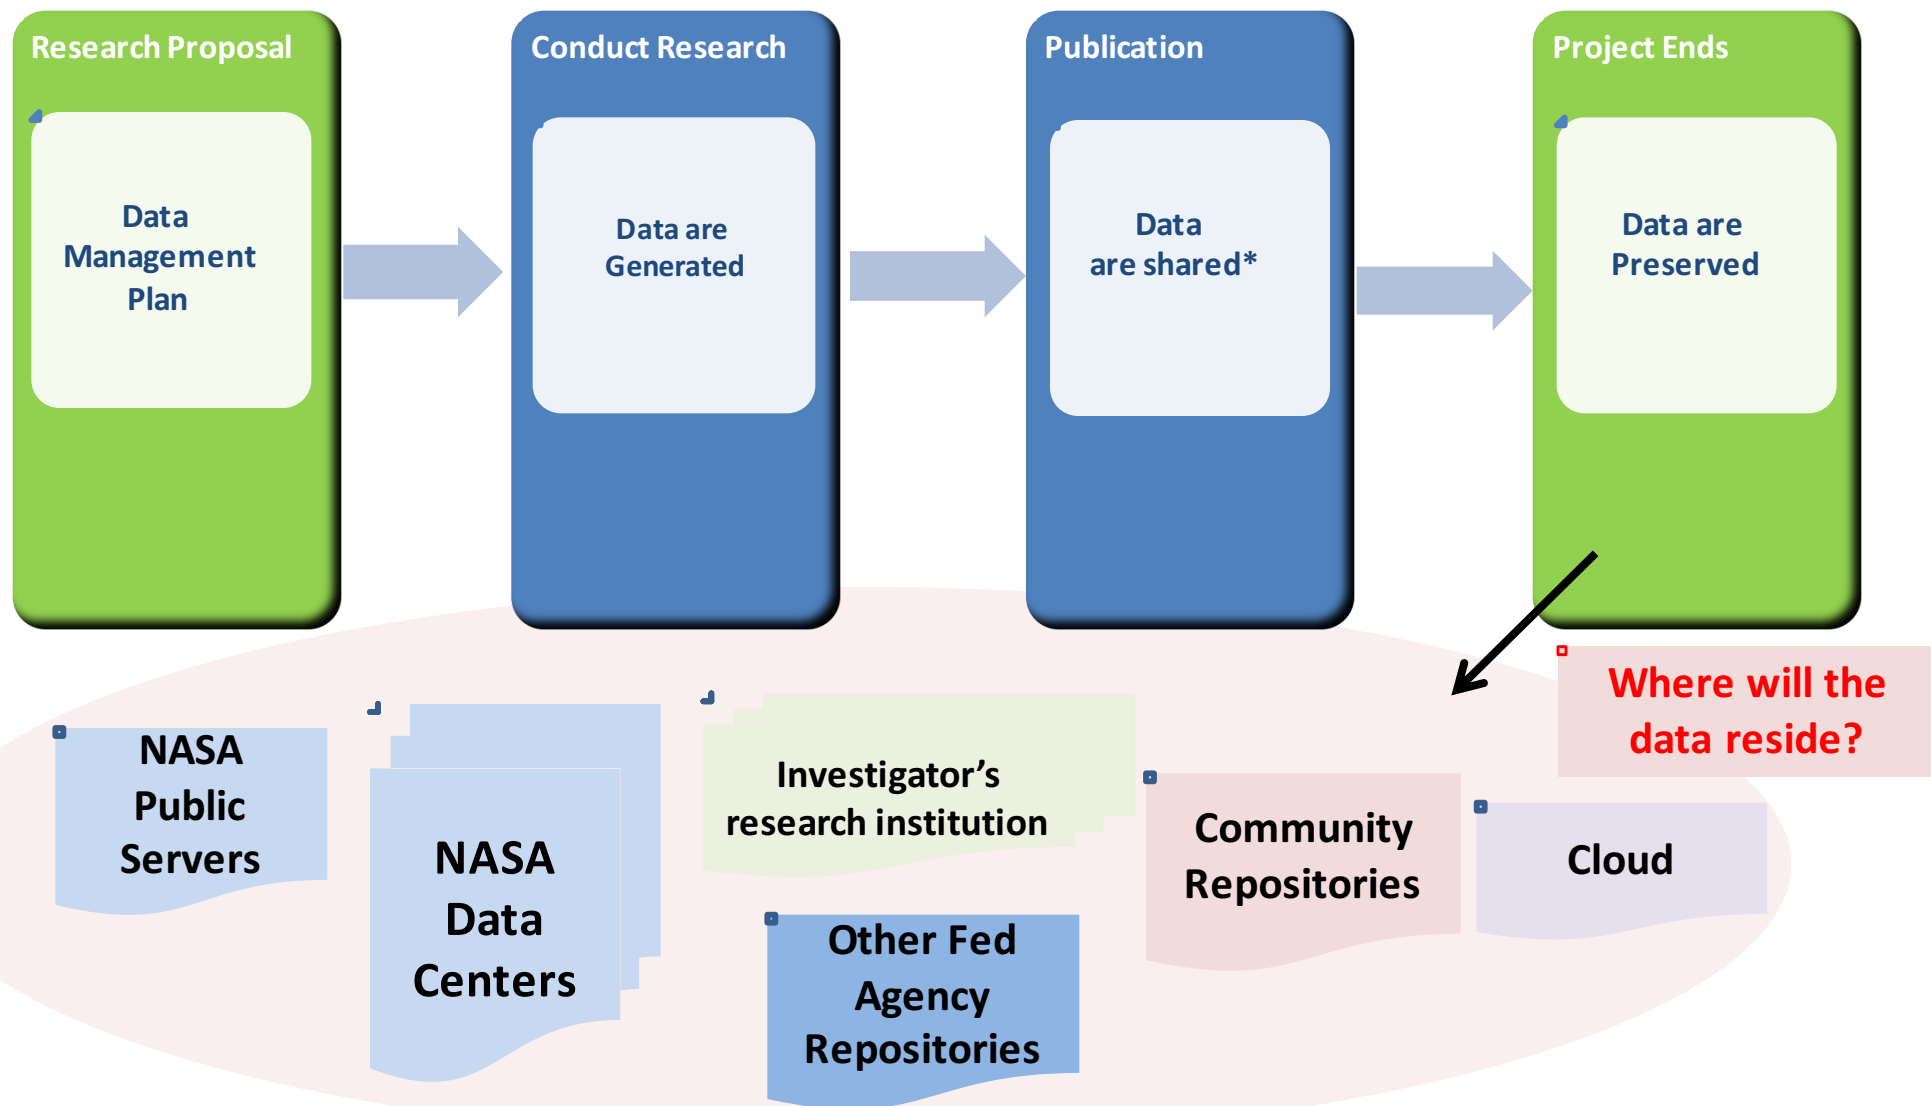 Research Proposal
Data
Management
Plan
Conduct Research
Data are
Generated
Publication
Data
are shared*
Project Ends
Data are
Preserved
Where will the
data reside?
NASA
Public
Servers
NASA
Data
Centers
Investigator’s
research institution
Other Fed
Agency
Repositories
Community
Repositories
Cloud